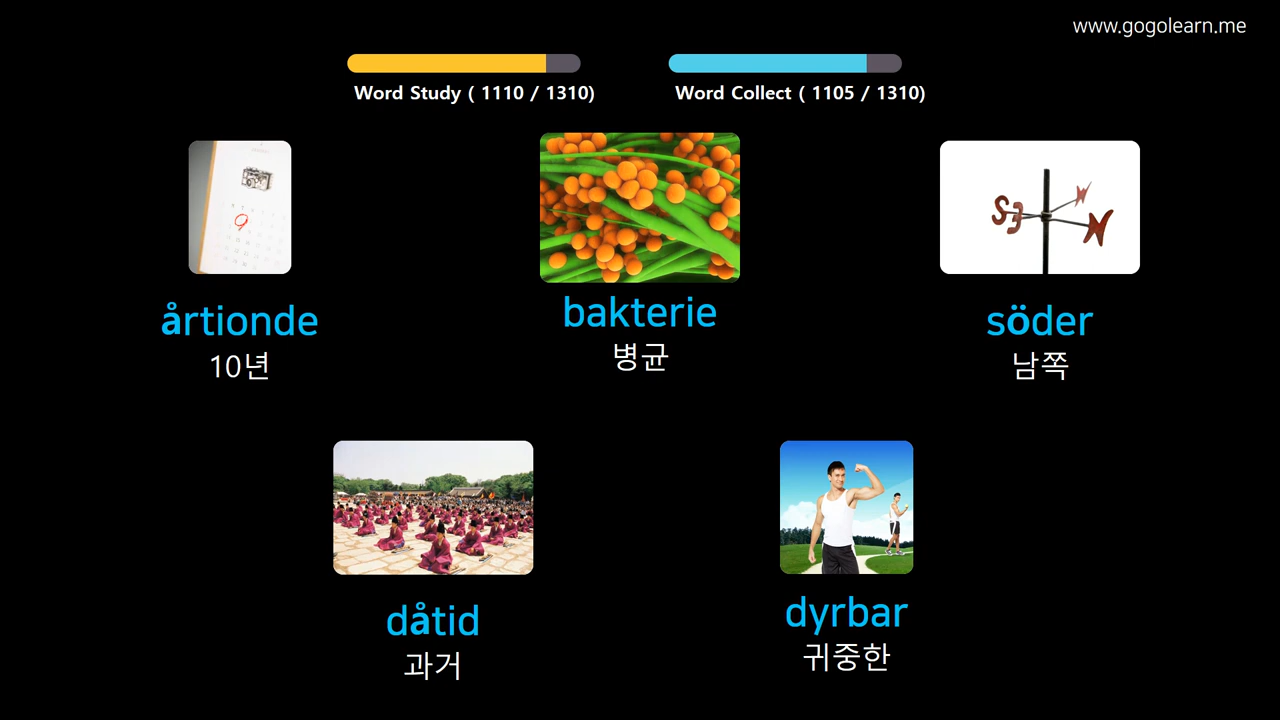 www.gogolearn.me
Word Study ( 1110 / 1310)
Word Collect ( 1105 / 1310)
årtionde
10년
bakterie
병균
söder
남쪽
dåtid
과거
dyrbar
귀중한